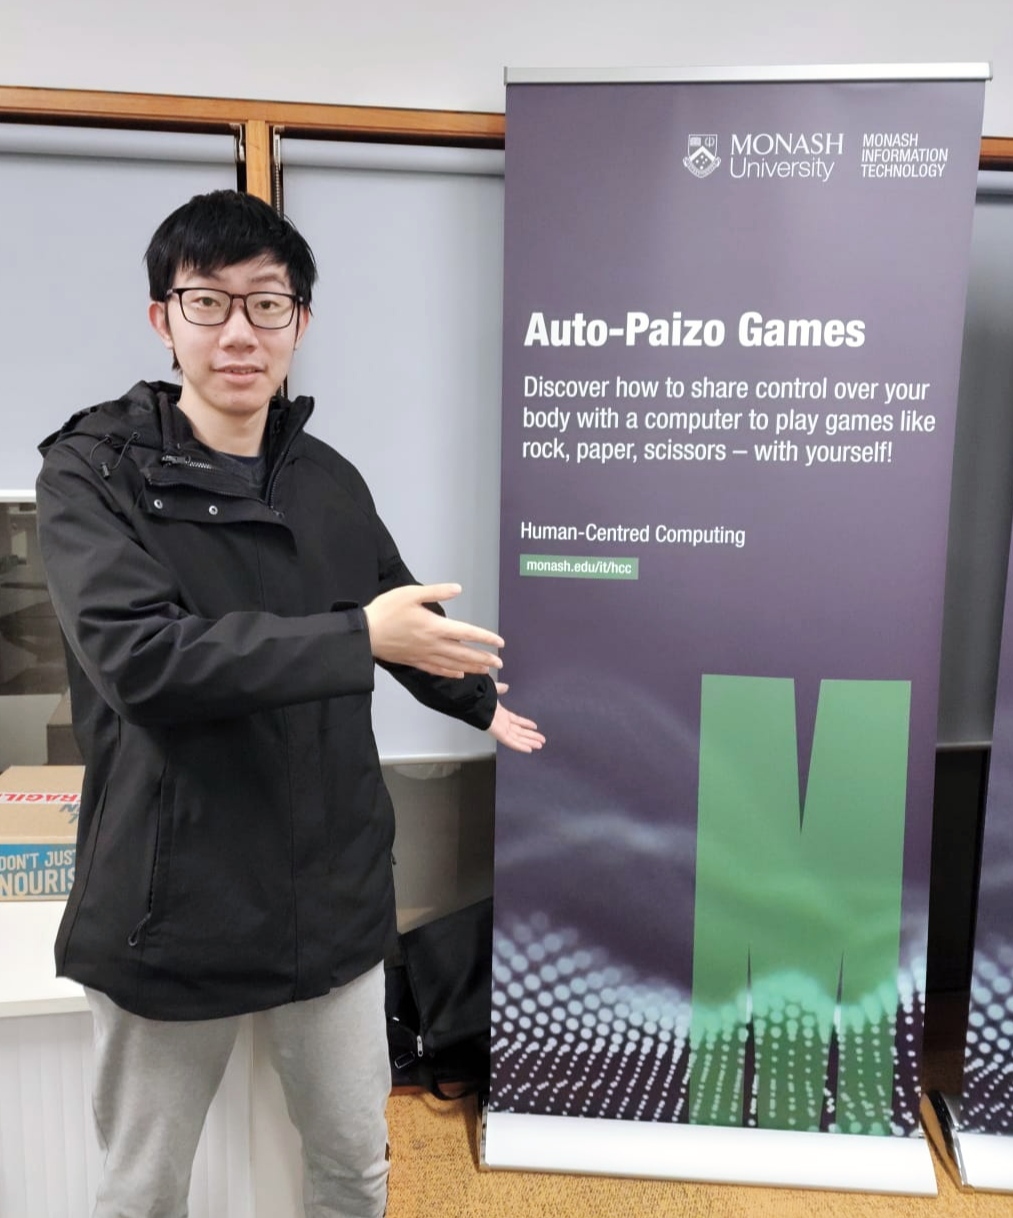 MONASH
University
MONASH
INFORMATION
TECHNOLOGY
Auto-Paizo Games
Discover how to share control over your
body with a computer to play games like
rock, paper, scissors – with yourself!
Human-Centred Computing
monash.edu/it/hcc
DON'T JUS
NOURIS